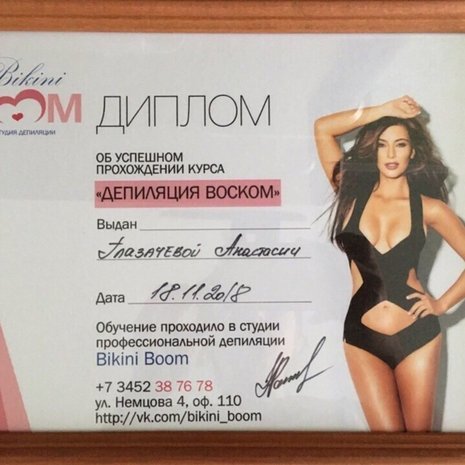 Bikini
BOOM
СТУДИЯ ДЕПИЛЯЦИИ
ДИПЛОМ
ОБ УСПЕШНОМ
ПРОХОЖДЕНИИ КУРСА
«ДЕПИЛЯЦИЯ ВОСКОМ»
Выдан
Глазачевой Анастасии
Дата 18.11.2018
Обучение проходило в студии
профессиональной депиляции
Bikini Boom
+7 3452 38 76 78
ул. Немцова 4, оф. 110
http://vk.com/bikini_boom